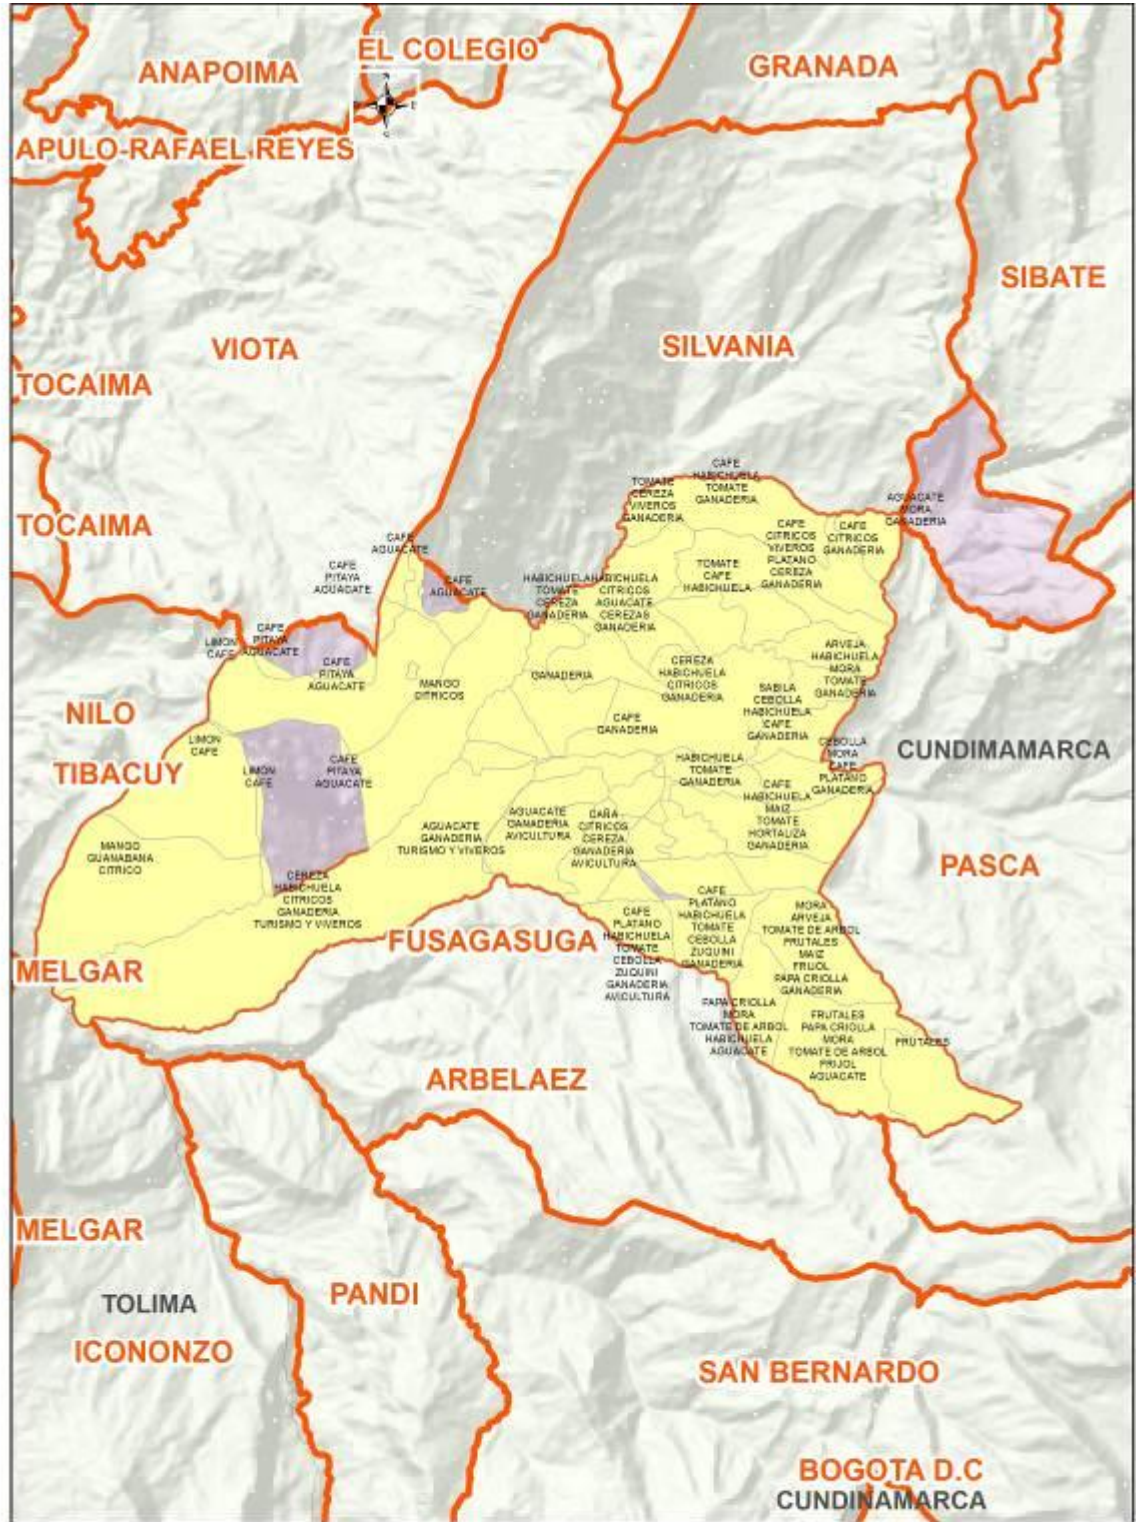 EL COLEGIO
ANAPOIMA
GRANADA
APULO-RAFAEL REYES
SIBATE
VIOTA
SILVANIA
TOCAIMA
TOCAIMA
CAFE
HABICHUELA
TOMATE
GANADERIA
TOMATE
CEREZA
VIVEROS
GANADERIA
AGUACATE
MORA
GANADERIA
CAFE
CITRICOS
VIVEROS
PLATANO
CEREZA
GANADERIA
CAFE
CITRICOS
GANADERIA
CAFE
AGUACATE
CAFE
PITAYA
AGUACATE
CAFE
AGUACATE
HABICHUELA
TOMATE
CEREZA
GANADERIA
HABICHUELA
CITRICOS
AGUACATE
CEREZAS
GANADERIA
TOMATE
CAFE
HABICHUELA
LIMON
CAFE
CAFE
PITAYA
AGUACATE
CAFE
PITAYA
AGUACATE
MANGO
CITRICOS
GANADERIA
CEREZA
HABICHUELA
CITRICOS
GANADERIA
ARVEJA
HABICHUELA
MORA
TOMATE
GANADERIA
SABILA
CEBOLLA
HABICHUELA
CAFE
GANADERIA
CAFE
GANADERIA
NILO
LIMON
CAFE
TIBACUY
LIMON
CAFE
CAFE
PITAYA
AGUACATE
HABICHUELA
TOMATE
GANADERIA
CEBOLLA
MORA
CAFE
PLATANO
GANADERIA
CUNDIMAMARCA
CAFE
HABICHUELA
MAIZ
TOMATE
HORTALIZA
GANADERIA
AGUACATE
GANADERIA
AVICULTURA
CAÑA
CITRICOS
CEREZA
GANADERIA
AVICULTURA
AGUACATE
GANADERIA
TURISMO Y VIVEROS
MANGO
GUANABANA
CITRICO
CEREZA
HABICHUELA
CITRICOS
GANADERIA
TURISMO Y VIVEROS
PASCA
CAFE
PLATANO
HABICHUELA
TOMATE
CEBOLLA
ZUQUINI
GANADERIA
CAFE
PLATANO
HABICHUELA
TOMATE
CEBOLLA
ZUQUINI
GANADERIA
AVICULTURA
MORA
ARVEJA
TOMATE DE ARBOL
FRUTALES
MAIZ
FRIJOL
PAPA CRIOLLA
GANADERIA
FUSAGASUGA
MELGAR
PAPA CRIOLLA
MORA
TOMATE DE ARBOL
HABICHUELA
AGUACATE
FRUTALES
PAPA CRIOLLA
MORA
TOMATE DE ARBOL
FRIJOL
AGUACATE
FRUTALES
ARBELAEZ
MELGAR
PANDI
TOLIMA
ICONONZO
SAN BERNARDO
BOGOTA D.C
CUNDINAMARCA